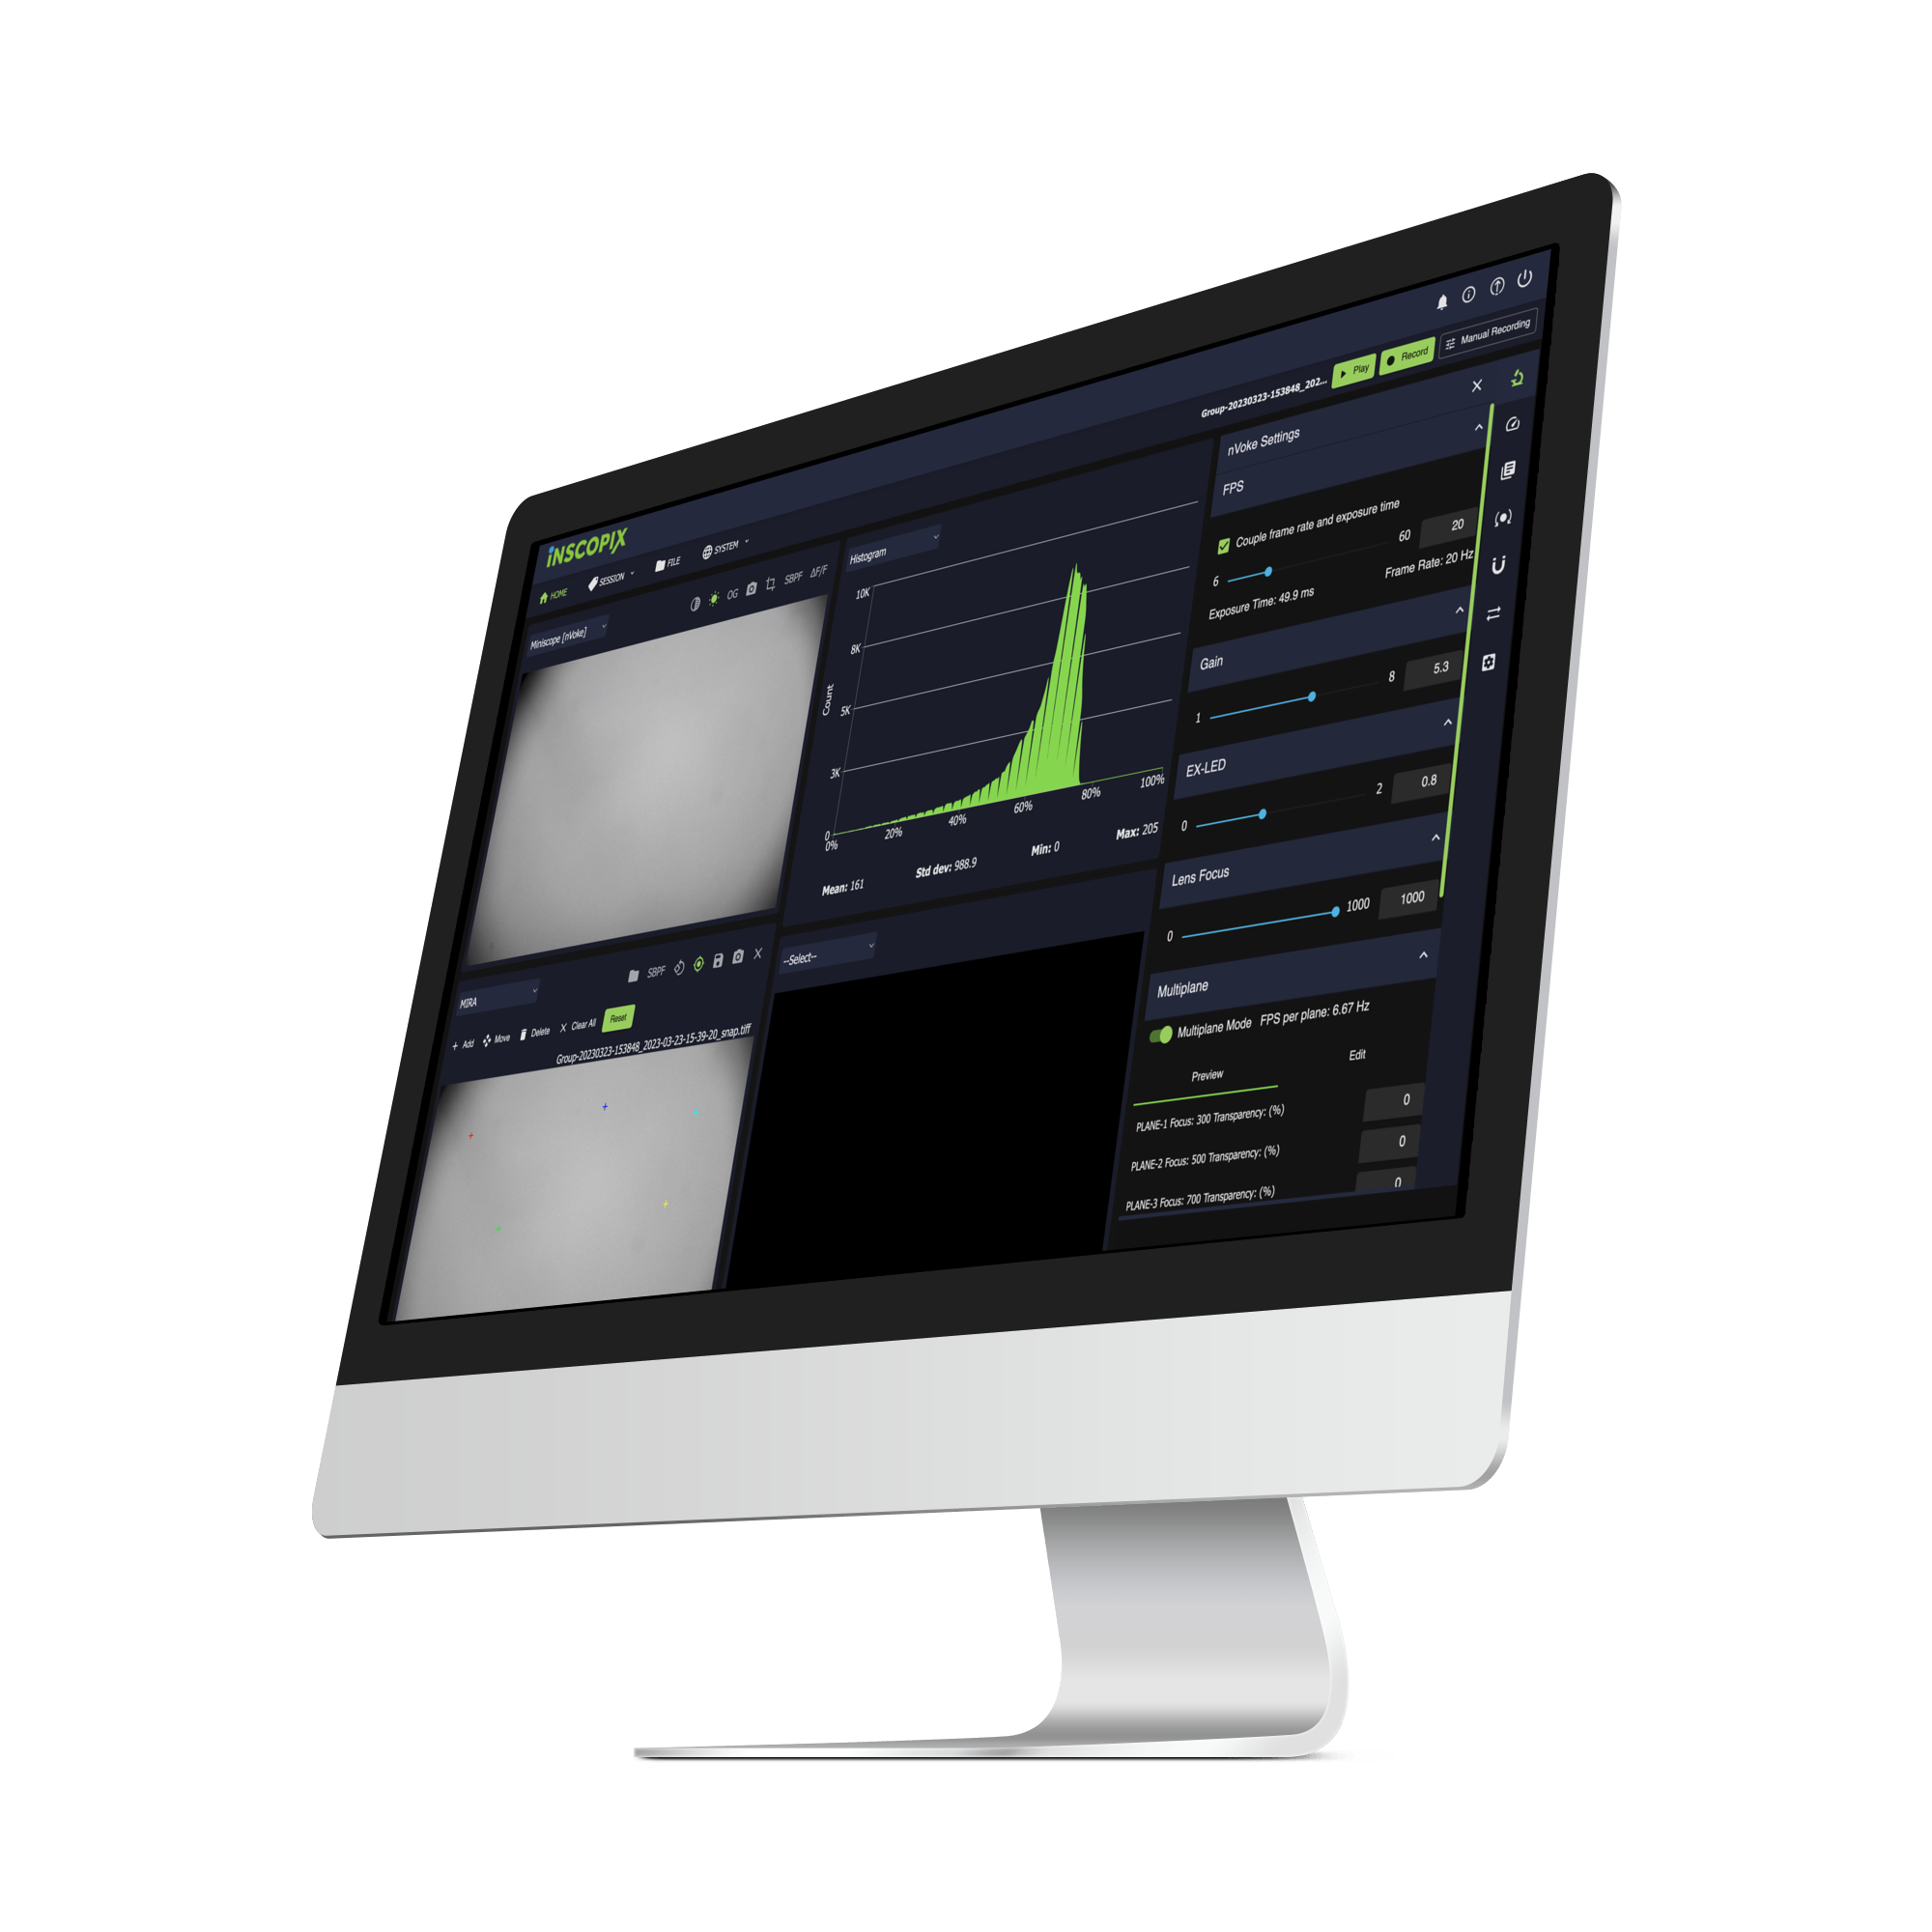 iNSCOPIX
HOME SESSION FILE SYSTEM
Group-20230323-153848_202... Play Record Manual Recording
Miniscope [nVoke] OG SBPF ΔF/F
Histogram
10K
8K
5K
3K
0
Count
0% 20% 40% 60% 80% 100%
Mean: 161 Std dev: 988.9 Min: 0 Max: 205
MIRA SBPF
Add Move Delete Clear All Reset
Group-20230323-153848_2023-03-23-15-39-20_snap.tiff
--Select--
nVoke Settings
FPS
Couple frame rate and exposure time
6 60 20
Exposure Time: 49.9 ms Frame Rate: 20 Hz
Gain
1 8 5.3
EX-LED
0 2 0.8
Lens Focus
0 1000 1000
Multiplane
Multiplane Mode FPS per plane: 6.67 Hz
Preview Edit
PLANE-1 Focus: 300 Transparency: (%) 0
PLANE-2 Focus: 500 Transparency: (%) 0
PLANE-3 Focus: 700 Transparency: (%) 0